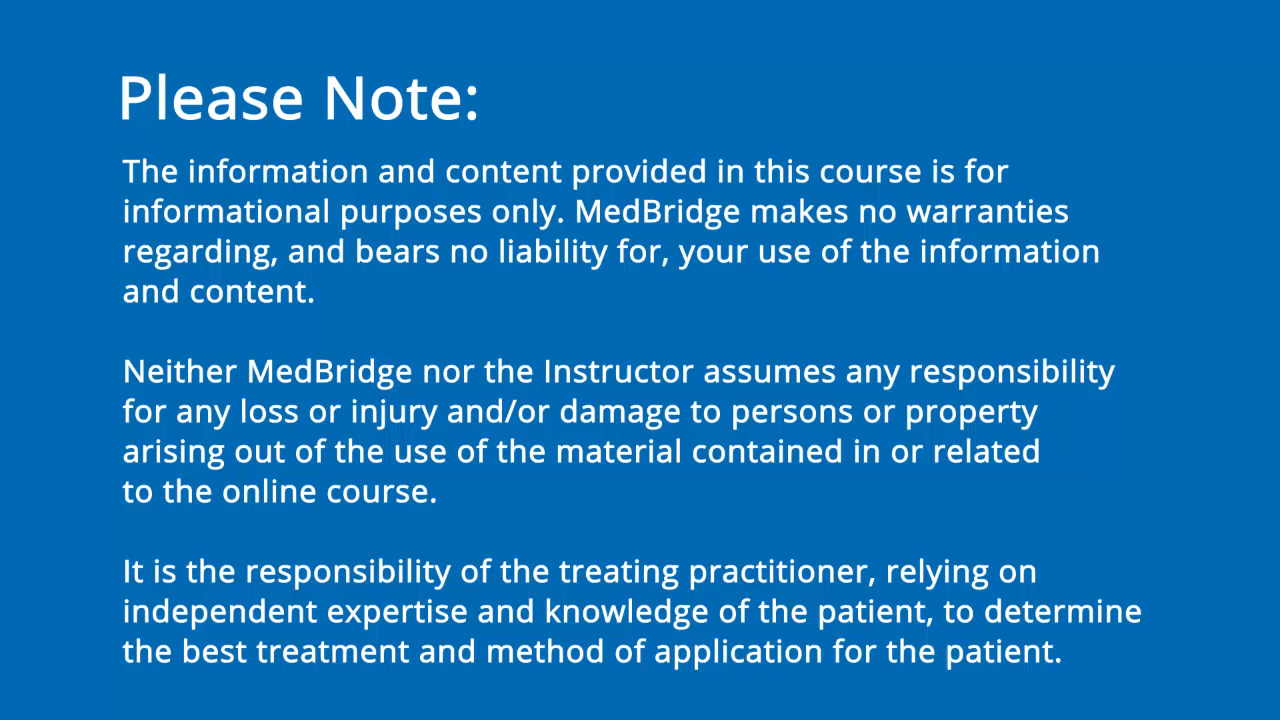 Please Note:
The information and content provided in this course is for
informational purposes only. MedBridge makes no warranties
regarding, and bears no liability for, your use of the information
and content.
Neither MedBridge nor the Instructor assumes any responsibility
for any loss or injury and/or damage to persons or property
arising out of the use of the material contained in or related
to the online course.
It is the responsibility of the treating practitioner, relying on
independent expertise and knowledge of the patient, to determine
the best treatment and method of application for the patient.